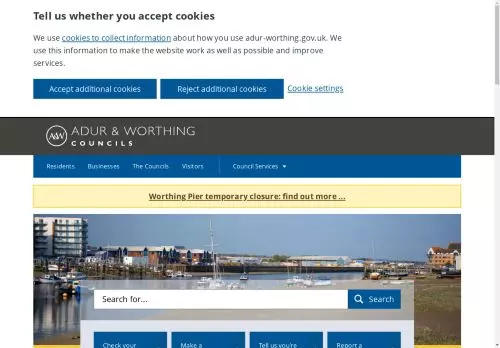 Tell us whether you accept cookies
We use cookies to collect information about how you use adur-worthing.gov.uk. We
use this information to make the website work as well as possible and improve
services.
Accept additional cookies
Reject additional cookies
Cookie settings
A&W
ADUR & WORTHING
COUNCILS
Residents
Businesses
The Councils
Visitors
Council Services
Worthing Pier temporary closure: find out more ...
Search for...
Search
Check your
Make a
Tell us you're
Report a